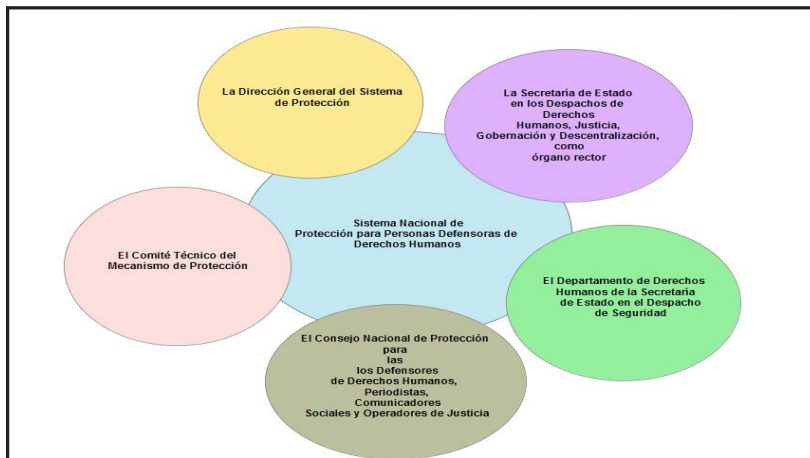 La Dirección General del Sistema
de Protección
La Secretaría de Estado
en los Despachos de
Derechos
Humanos, Justicia,
Gobernación y Descentralización,
como
órgano rector
Sistema Nacional de
Protección para Personas Defensoras de
Derechos Humanos
El Comité Técnico del
Mecanismo de Protección
El Departamento de Derechos
Humanos de la Secretaría
de Estado en el Despacho
de Seguridad
El Consejo Nacional de Protección
para
las
los Defensores
de Derechos Humanos,
Periodistas,
Comunicadores
Sociales y Operadores de Justicia